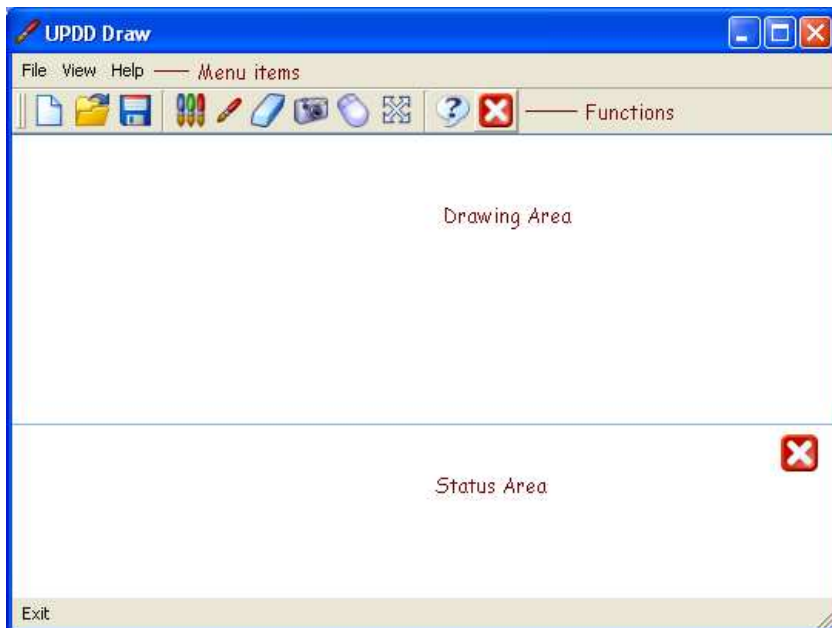 UPDD Draw
File View Help Menu items
Functions
Drawing Area
Status Area
Exit